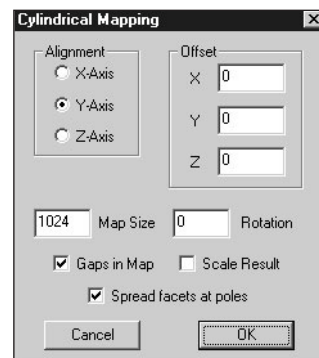 Cylindrical Mapping
Alignment
X-Axis
Y-Axis
Z-Axis
Offset
X 0
Y 0
Z 0
1024 Map Size 0 Rotation
Gaps in Map Scale Result
Spread facets at poles
Cancel OK